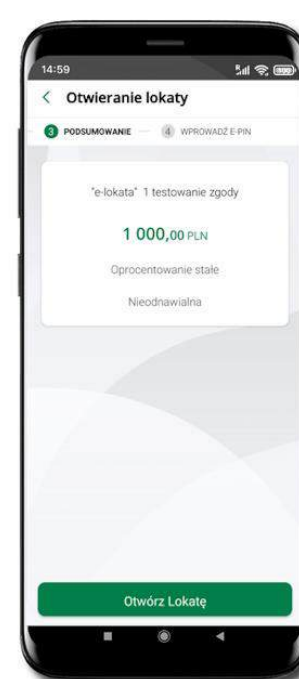 14:59
Otwieranie lokaty
3 PODSUMOWANIE 4 WPROWADŹ E-PIN
"e-lokata" 1 testowanie zgody
1 000,00 PLN
Oprocentowanie stałe
Nieodnawialna
Otwórz Lokatę